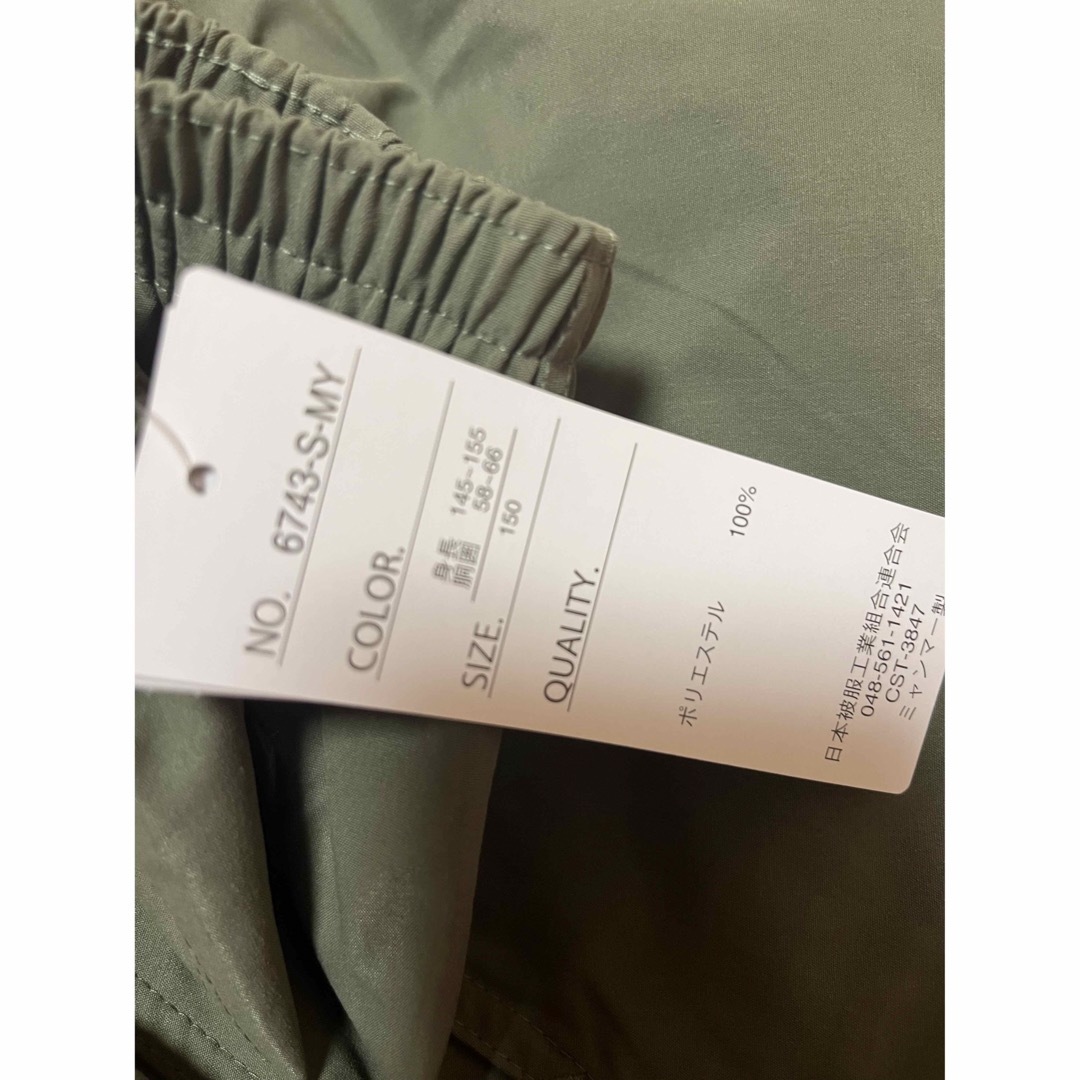 NO. 6743-S-MY
COLOR.
身長 145~155
胴囲 58~66
SIZE. 150
QUALITY.
ポリエステル 100%
日本被服工業組合連合会
048-561-1421
CST-3847
ミャンマー製